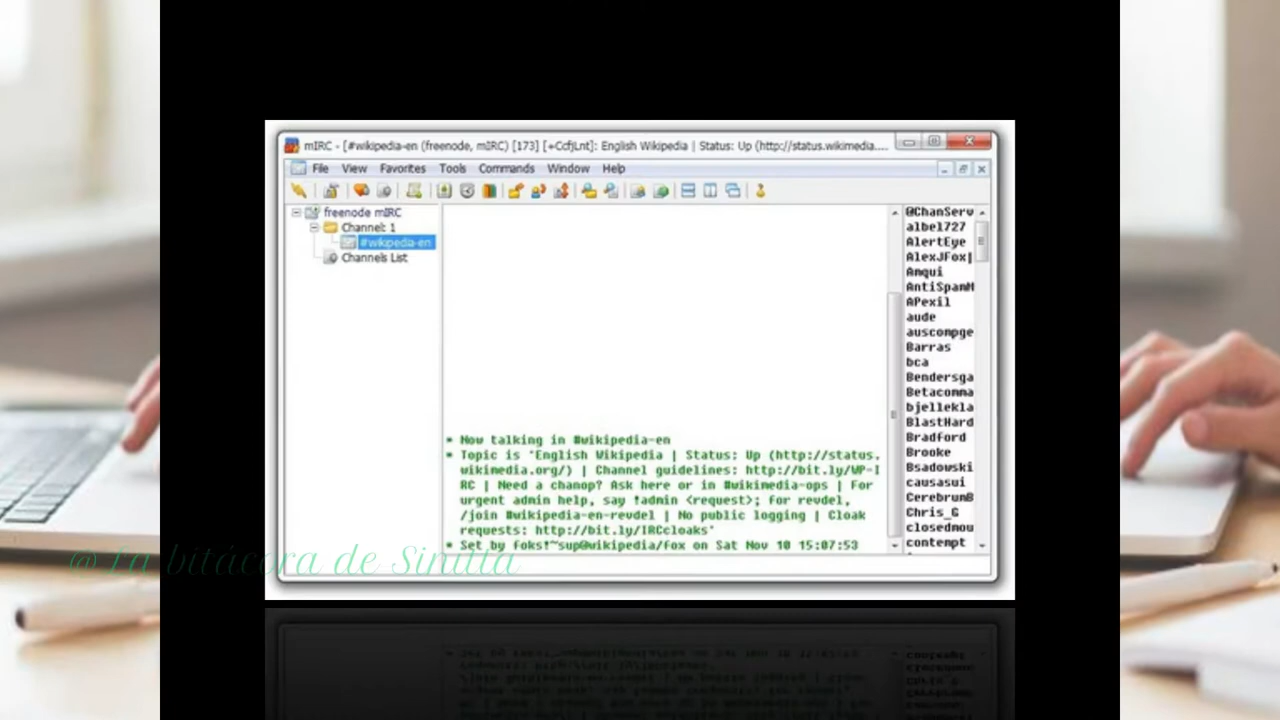 mIRC - [#wikipedia-en (freenode, mIRC) [173] [+CcfjLnt]: English Wikipedia | Status: Up (http://status.wikimedia....
File View Favorites Tools Commands Window Help
freenode mIRC
Channel: 1
#wikipedia-en
Channels List
* Now talking in #wikipedia-en
* Topic is 'English Wikipedia | Status: Up (http://status.
wikimedia.org/) | Channel guidelines: http://bit.ly/WP-I
RC | Need a chanop? Ask here or in #wikimedia-ops | For
urgent admin help, say !admin <request>; for revdel,
/join #wikipedia-en-revdel | No public logging | Cloak
requests: http://bit.ly/IRCcloaks'
* Set by foks!~sup@wikipedia/fox on Sat Nov 10 15:07:53
@ChanServ
albel727
AlertEye
AlexJFox|
Amqui
AntiSpamM
APexil
aude
auscompge
Barras
bca
Bendersga
Betacomma
bjellekla
BlastHard
Bradford
Brooke
Bsadowski
causasui
CerebrumB
Chris_G
closedmou
contempt
@La bitácora de Sinutta